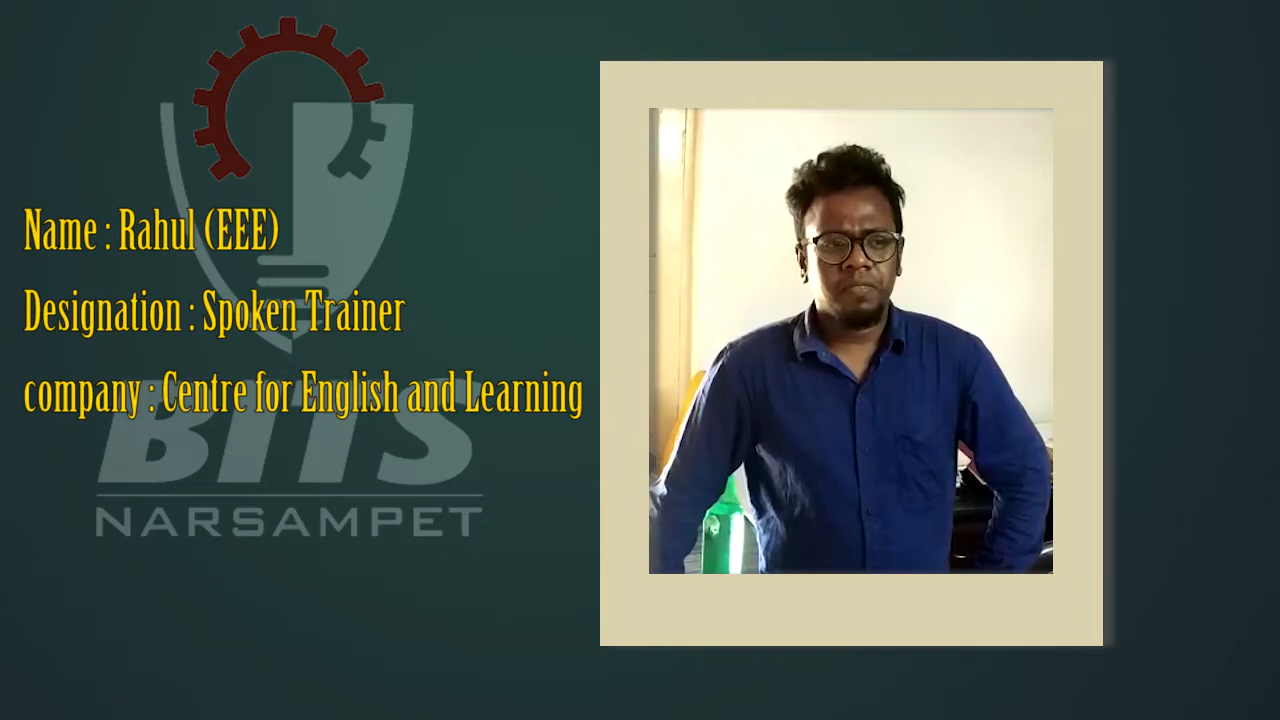 Name : Rahul (EEE)
Designation : Spoken Trainer
company : Centre for English and Learning
BITS
NARSAMPET